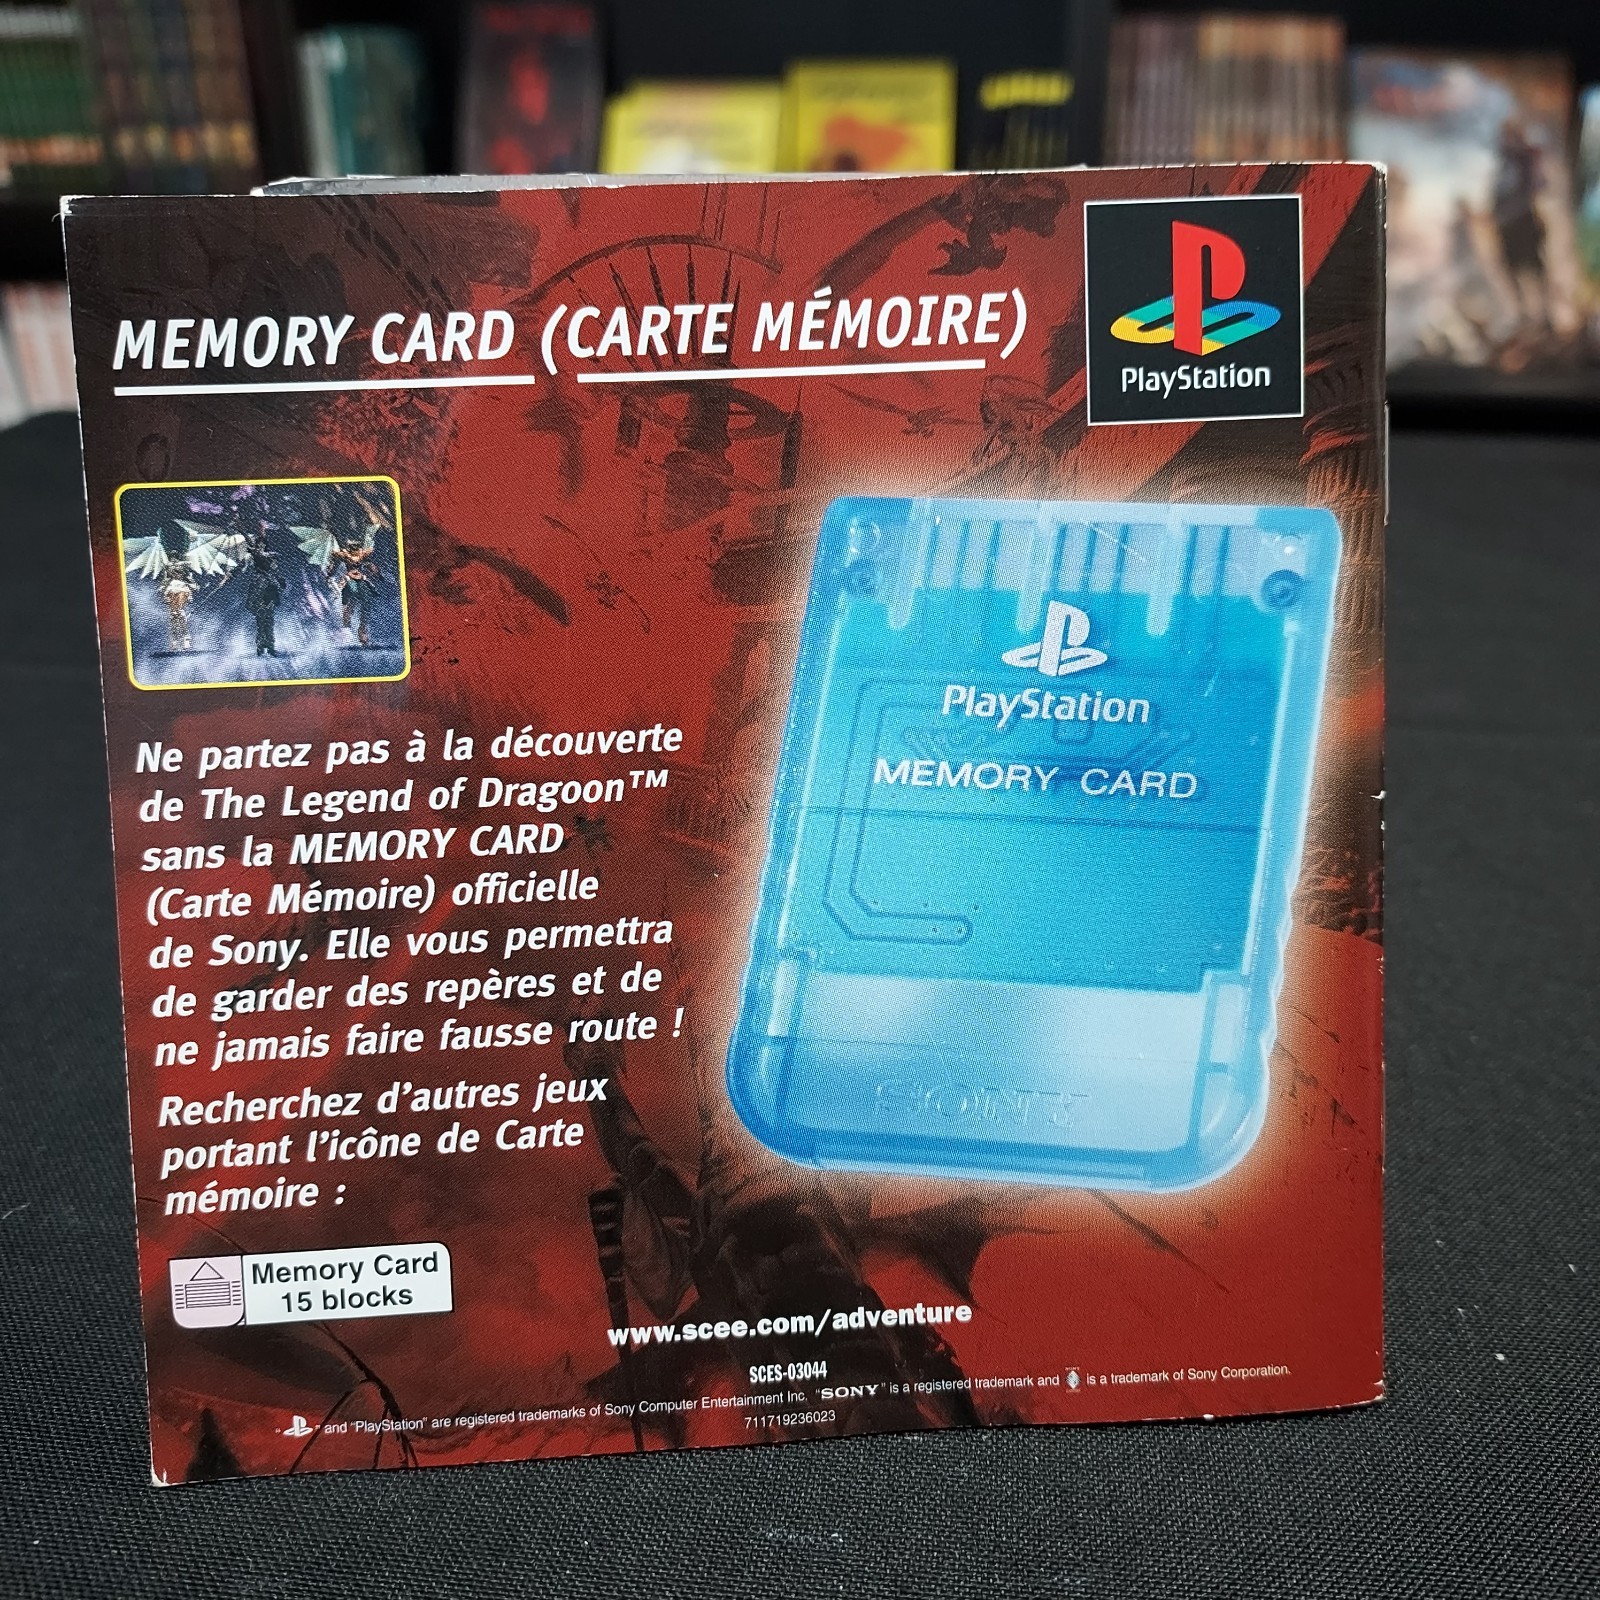 MEMORY CARD (CARTE MÉMOIRE)
PlayStation
Ne partez pas à la découverte
de The Legend of Dragoon™
sans la MEMORY CARD
(Carte Mémoire) officielle
de Sony. Elle vous permettra
de garder des repères et de
ne jamais faire fausse route !
Recherchez d'autres jeux
portant l'icône de Carte
mémoire :
PlayStation
MEMORY CARD
SONY
Memory Card
15 blocks
www.scee.com/adventure
SCES-03044
" " and "PlayStation" are registered trademarks of Sony Computer Entertainment Inc. "SONY" is a registered trademark and is a trademark of Sony Corporation.
711719236023